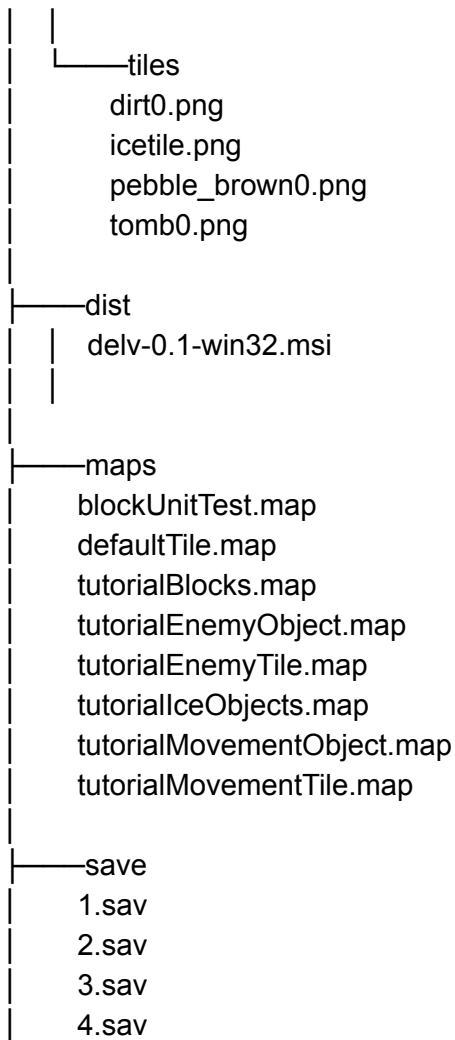 │ │
│ └────tiles
│ dirt0.png
│ icetile.png
│ pebble_brown0.png
│ tomb0.png
│
├────dist
│ │ delv-0.1-win32.msi
│ │
│
├────maps
│ blockUnitTest.map
│ defaultTile.map
│ tutorialBlocks.map
│ tutorialEnemyObject.map
│ tutorialEnemyTile.map
│ tutorialIceObjects.map
│ tutorialMovementObject.map
│ tutorialMovementTile.map
│
├────save
│ 1.sav
│ 2.sav
│ 3.sav
│ 4.sav